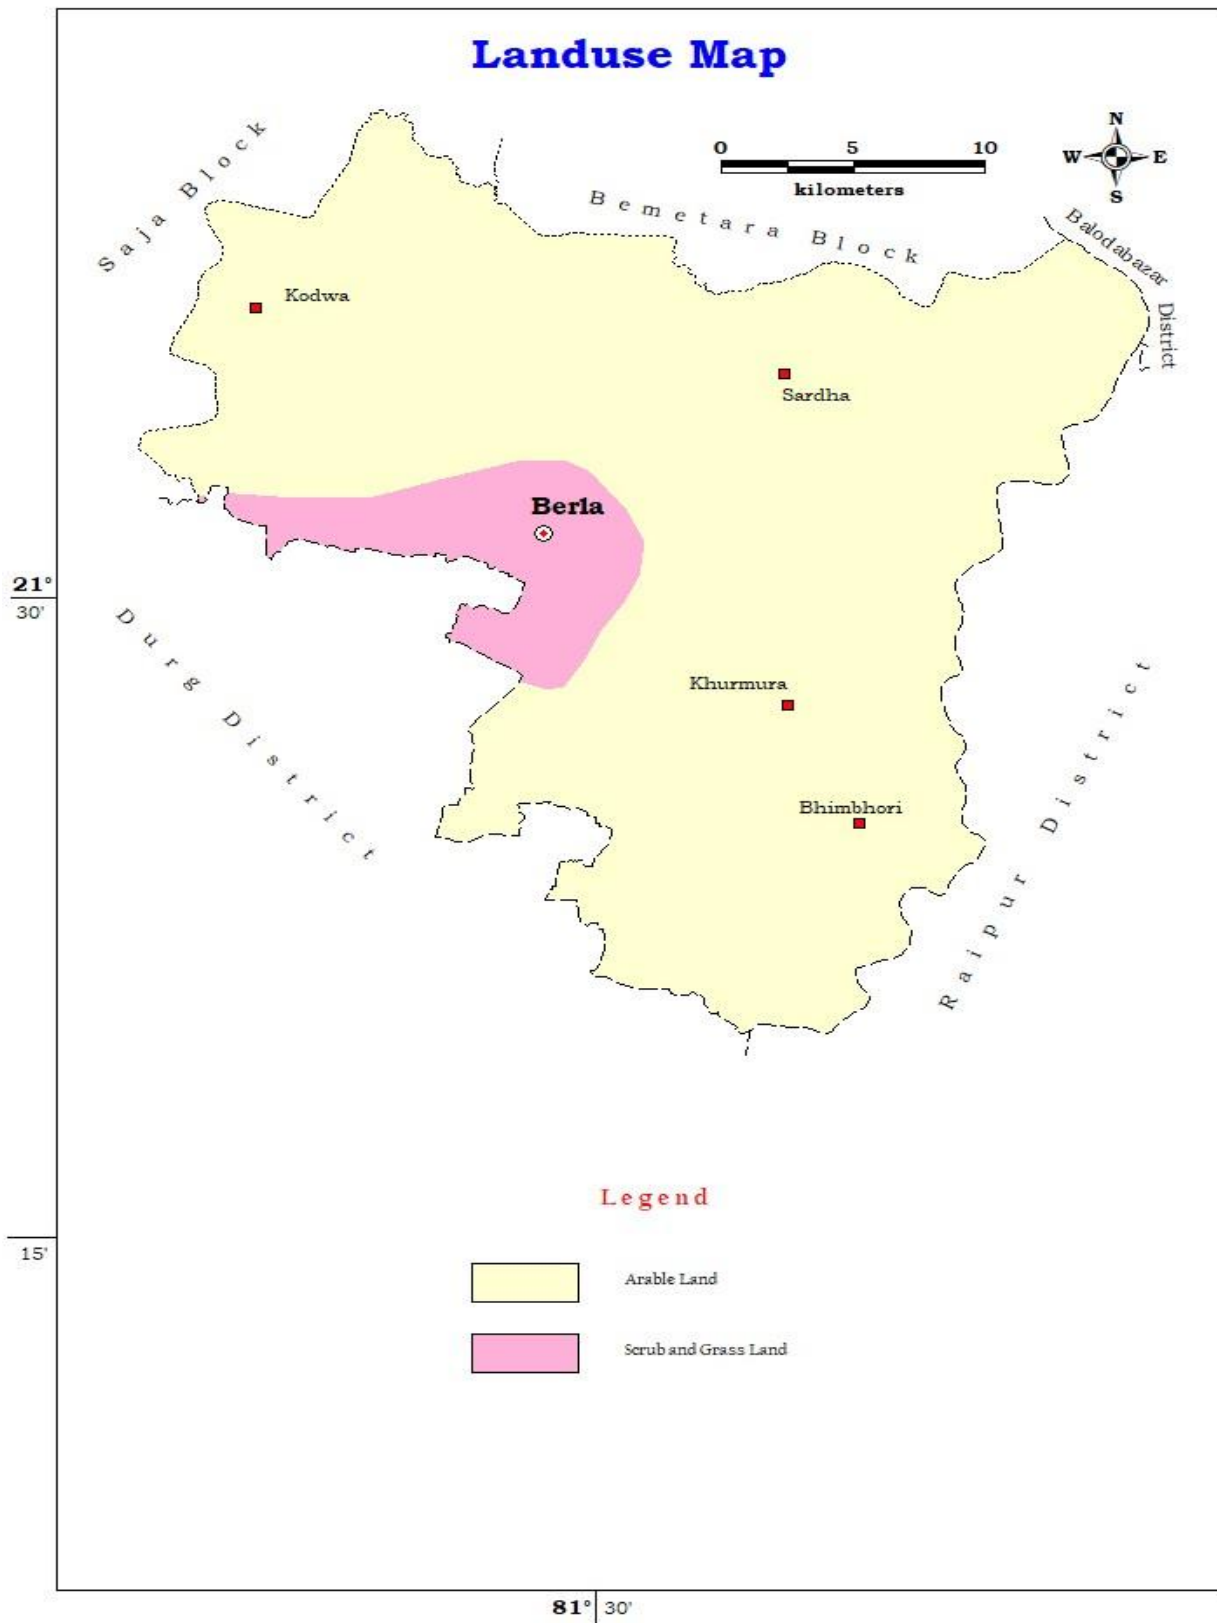 Landuse Map
N
W E
S
0 5 10
kilometers
Saja Block
Bemetara Block
Balodabazar District
Kodwa
Sardha
Berla
21°
30'
Durg District
Khurmura
Bhimbhori
Raipur District
Legend
15'
Arable Land
Scrub and Grass Land
81° 30'